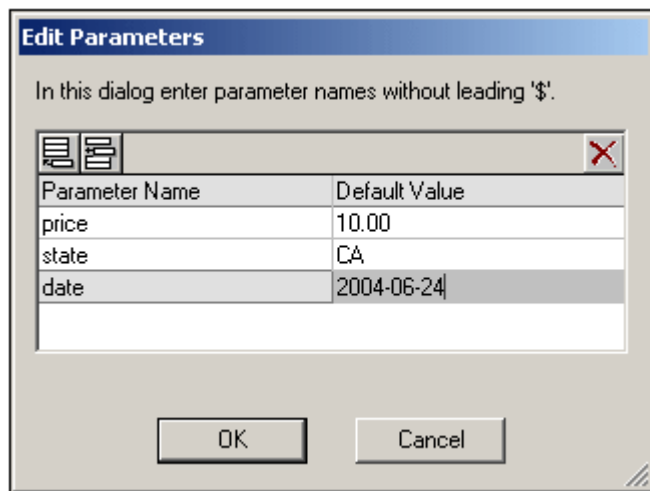 Edit Parameters
In this dialog enter parameter names without leading '$'.
Parameter Name Default Value
price 10.00
state CA
date 2004-06-24
OK Cancel